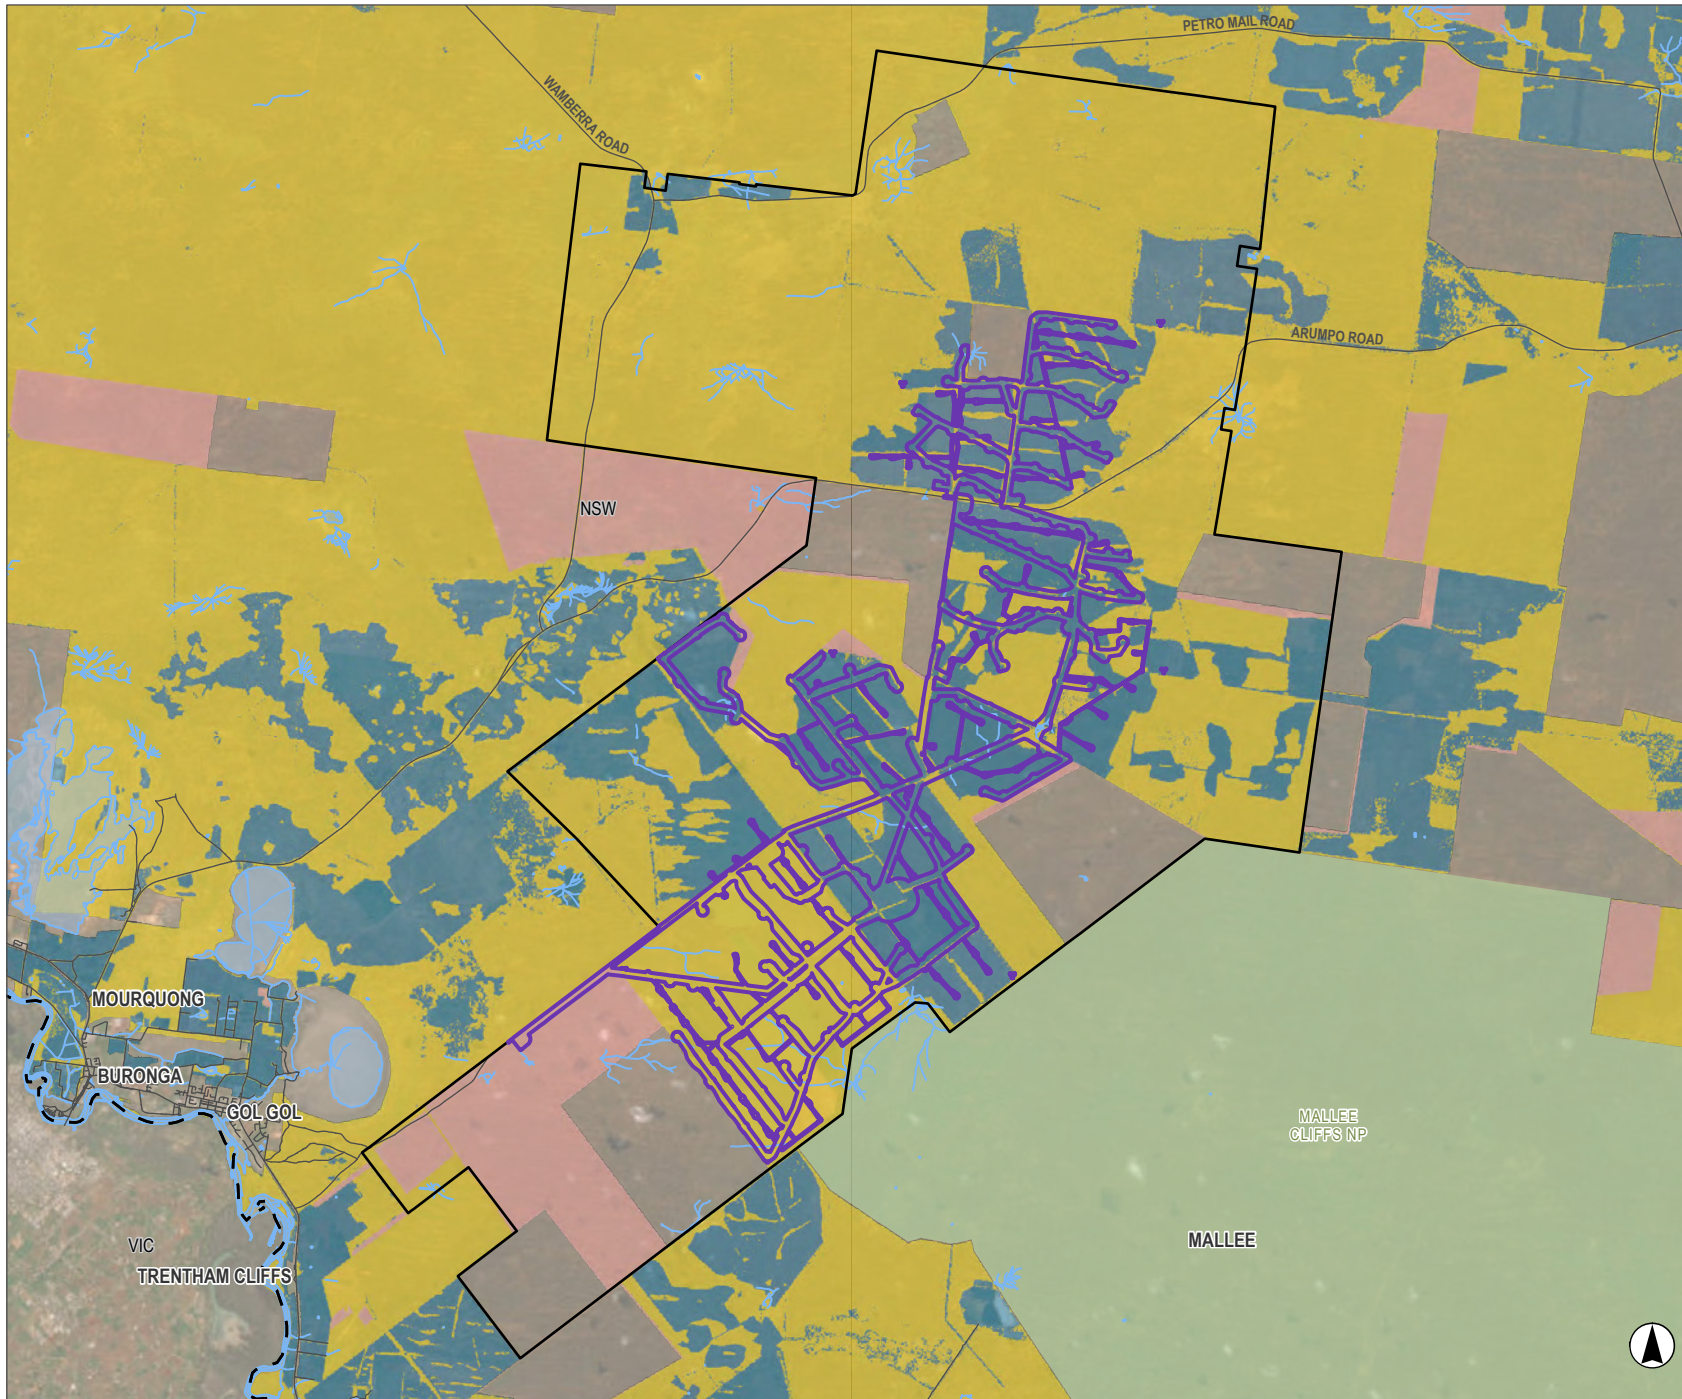 PETRO MAIL ROAD
WAMBERRA ROAD
ARUMPO ROAD
NSW
MOURQUONG
BURONGA
GOL GOL
MALLEE
CLIFFS NP
VIC
MALLEE
TRENTHAM CLIFFS